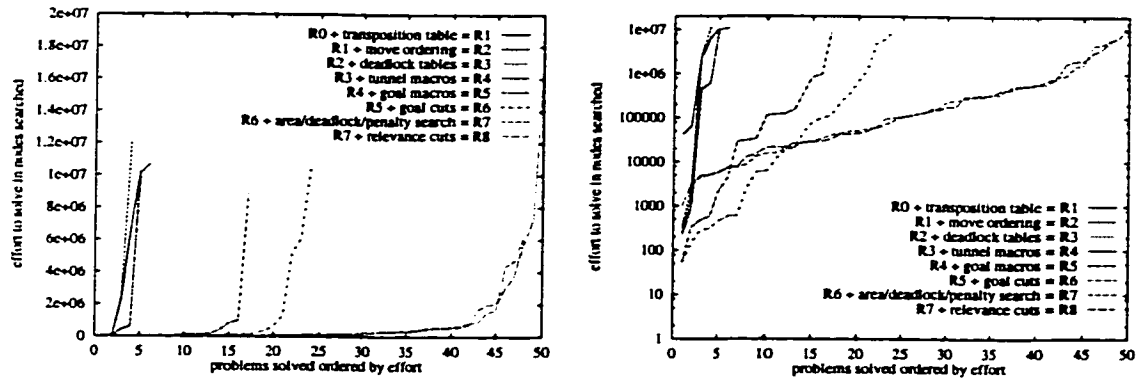 effort to solve in nodes searched
2e+07
1.8e+07
1.6e+07
1.4e+07
1.2e+07
1e+07
8e+06
6e+06
4e+06
2e+06
0
R0 + transposition table = R1
R1 + move ordering = R2
R2 + deadlock tables = R3
R3 + tunnel macros = R4
R4 + goal macros = R5
R5 + goal cuts = R6
R6 + area/deadlock/penalty search = R7
R7 + relevance cuts = R8
0 5 10 15 20 25 30 35 40 45 50
problems solved ordered by effort
effort to solve in nodes searched
1e+07
1e+06
100000
10000
1000
100
10
1
R0 + transposition table = R1
R1 + move ordering = R2
R2 + deadlock tables = R3
R3 + tunnel macros = R4
R4 + goal macros = R5
R5 + goal cuts = R6
R6 + area/deadlock/penalty search = R7
R7 + relevance cuts = R8
0 5 10 15 20 25 30 35 40 45 50
problems solved ordered by effort